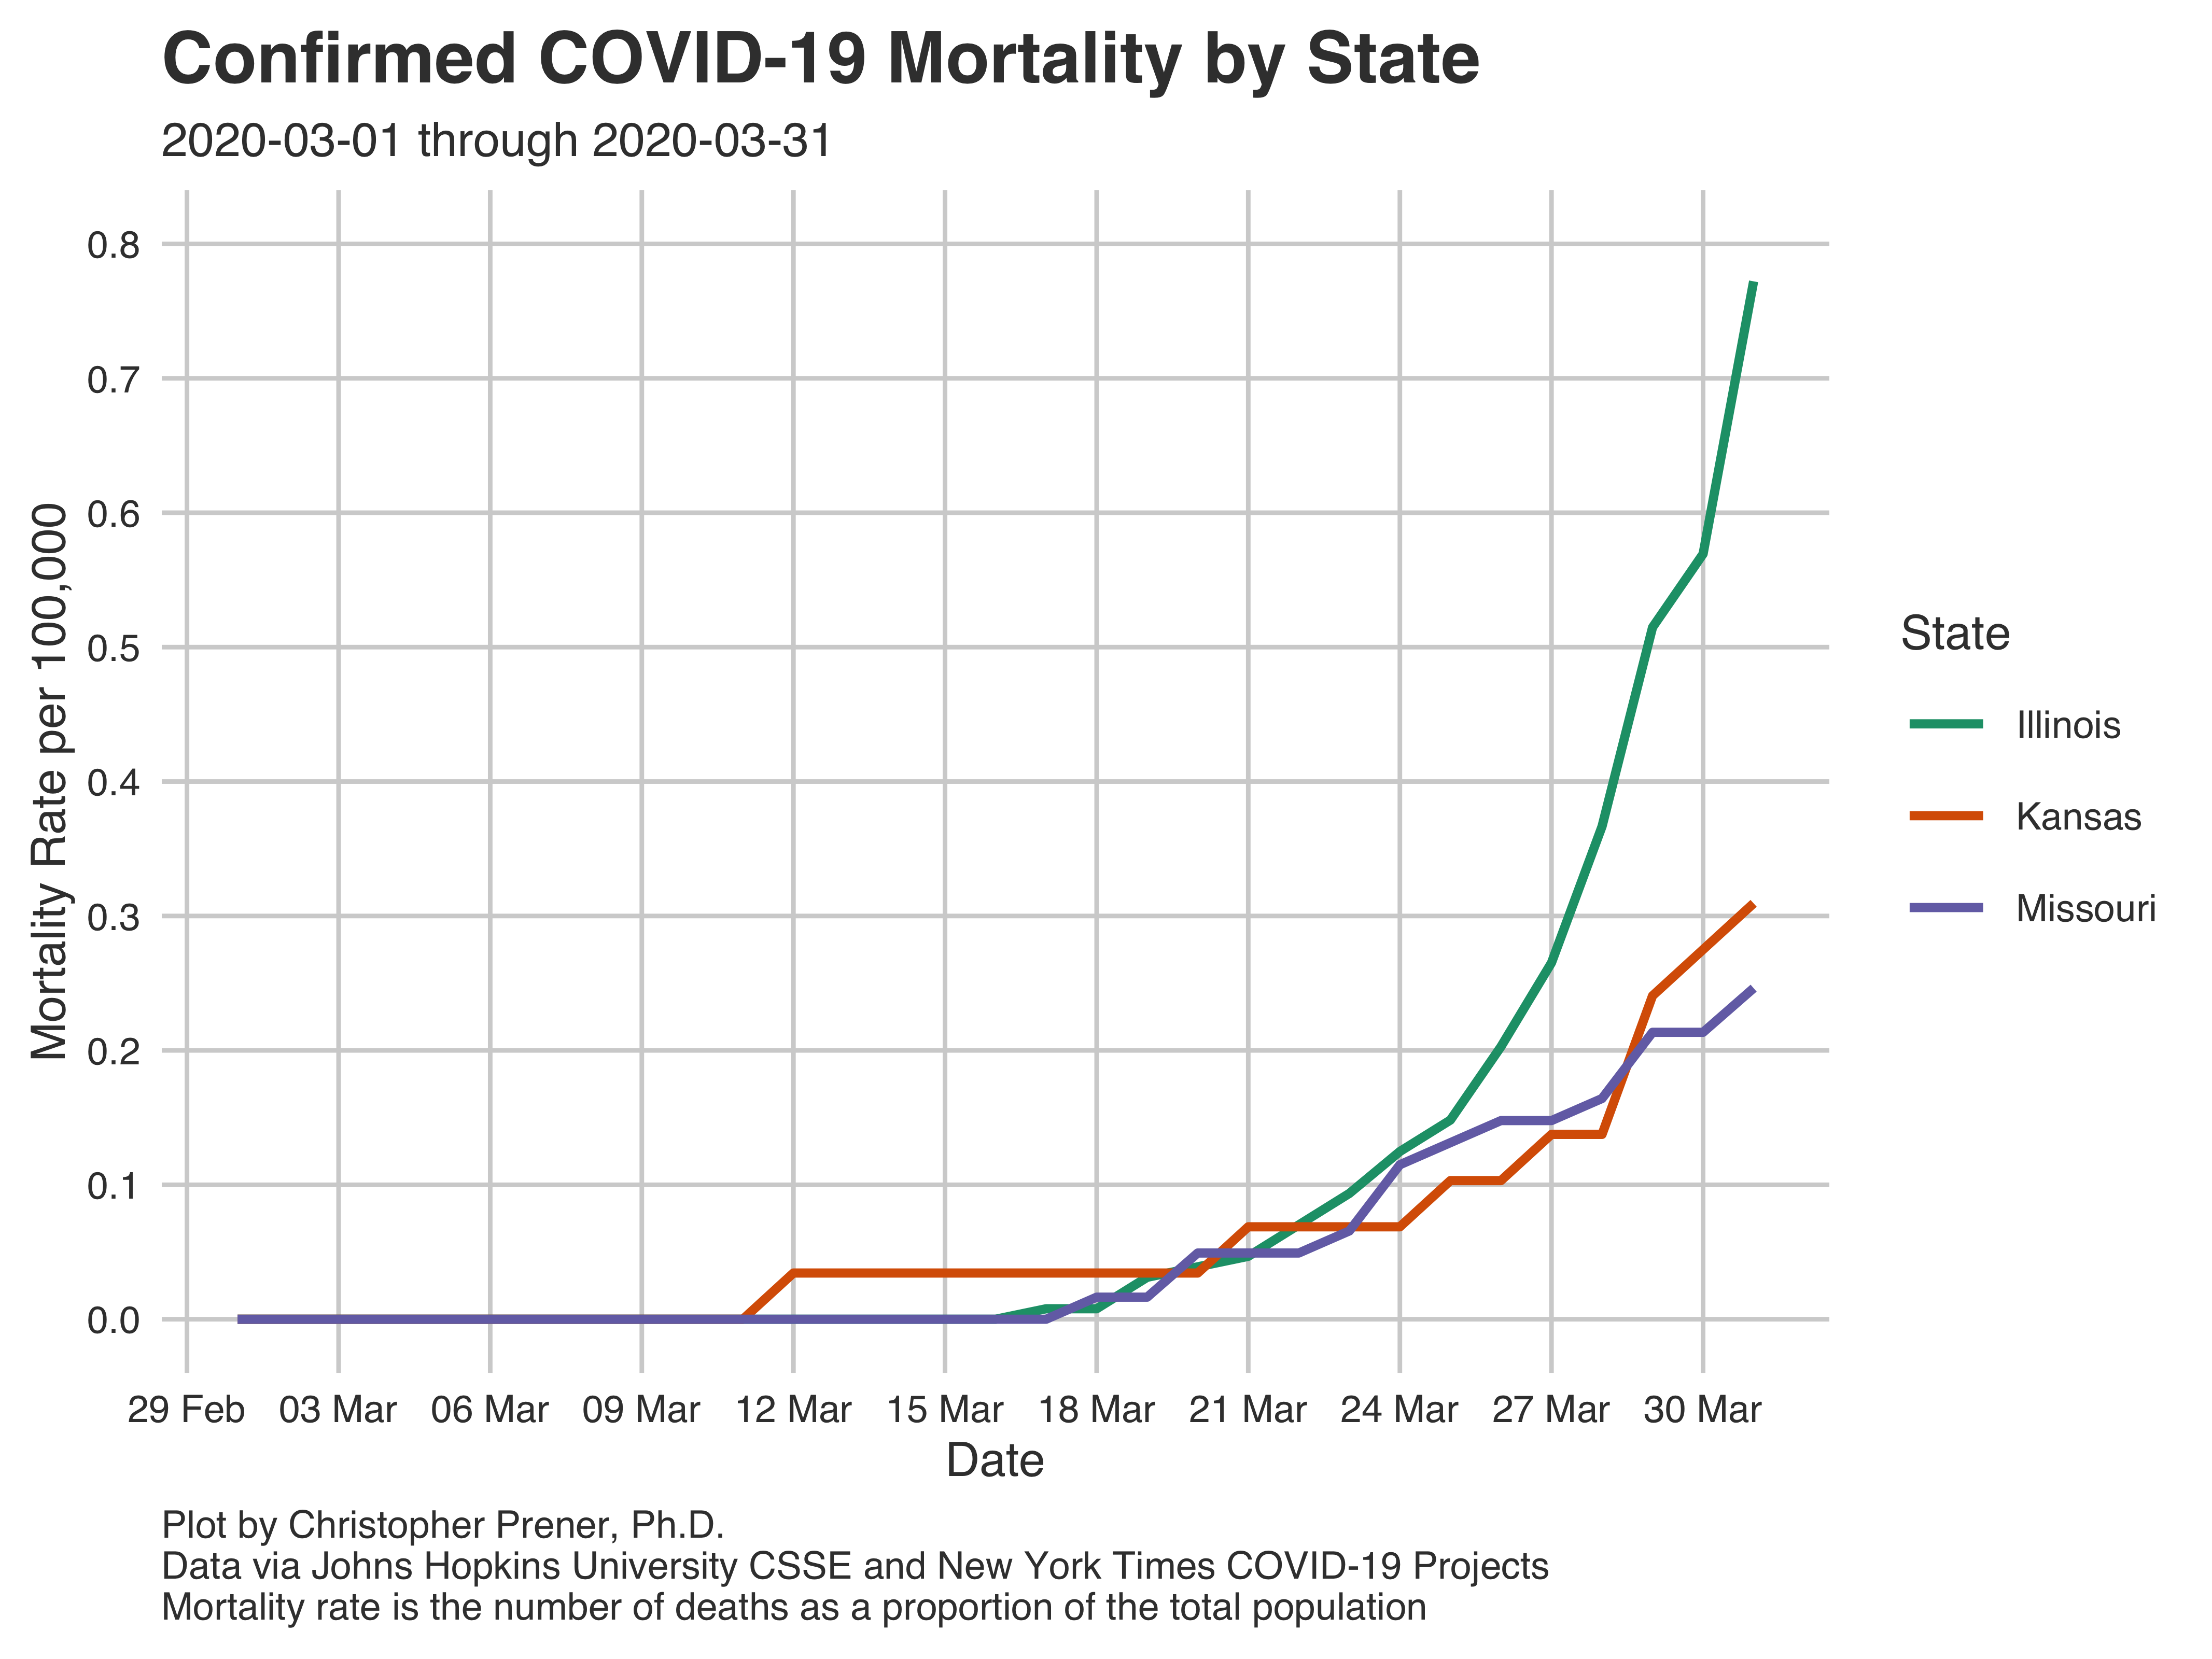 Confirmed COVID-19 Mortality by State
2020-03-01 through 2020-03-31
Mortality Rate per 100,000
0.8
0.7
0.6
0.5
0.4
0.3
0.2
0.1
0.0
29 Feb 03 Mar 06 Mar 09 Mar 12 Mar 15 Mar 18 Mar 21 Mar 24 Mar 27 Mar 30 Mar
Date
State
Illinois
Kansas
Missouri
Plot by Christopher Prener, Ph.D.
Data via Johns Hopkins University CSSE and New York Times COVID-19 Projects
Mortality rate is the number of deaths as a proportion of the total population